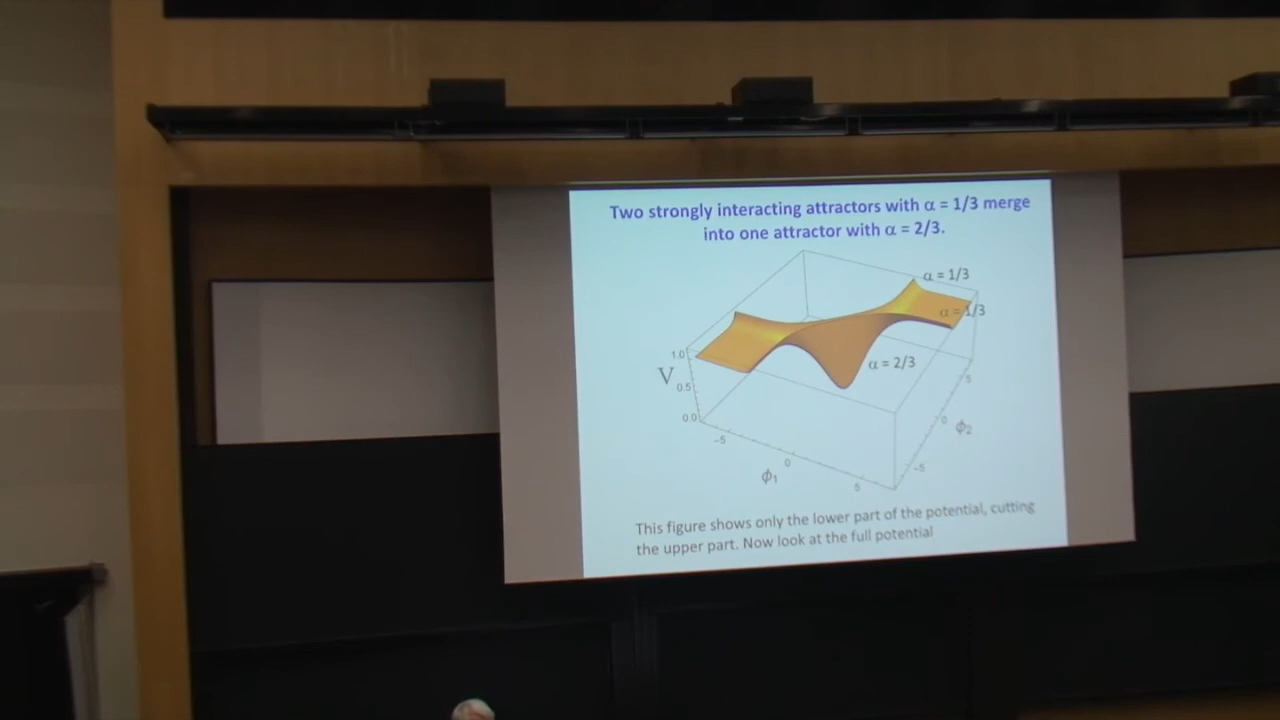 Two strongly interacting attractors with α = 1/3 merge
into one attractor with α = 2/3.
α = 1/3
α = 1/3
α = 2/3
1.0
V
0.5
0.0
-5
0
5
ϕ1
5
0
-5
ϕ2
This figure shows only the lower part of the potential, cutting
the upper part. Now look at the full potential